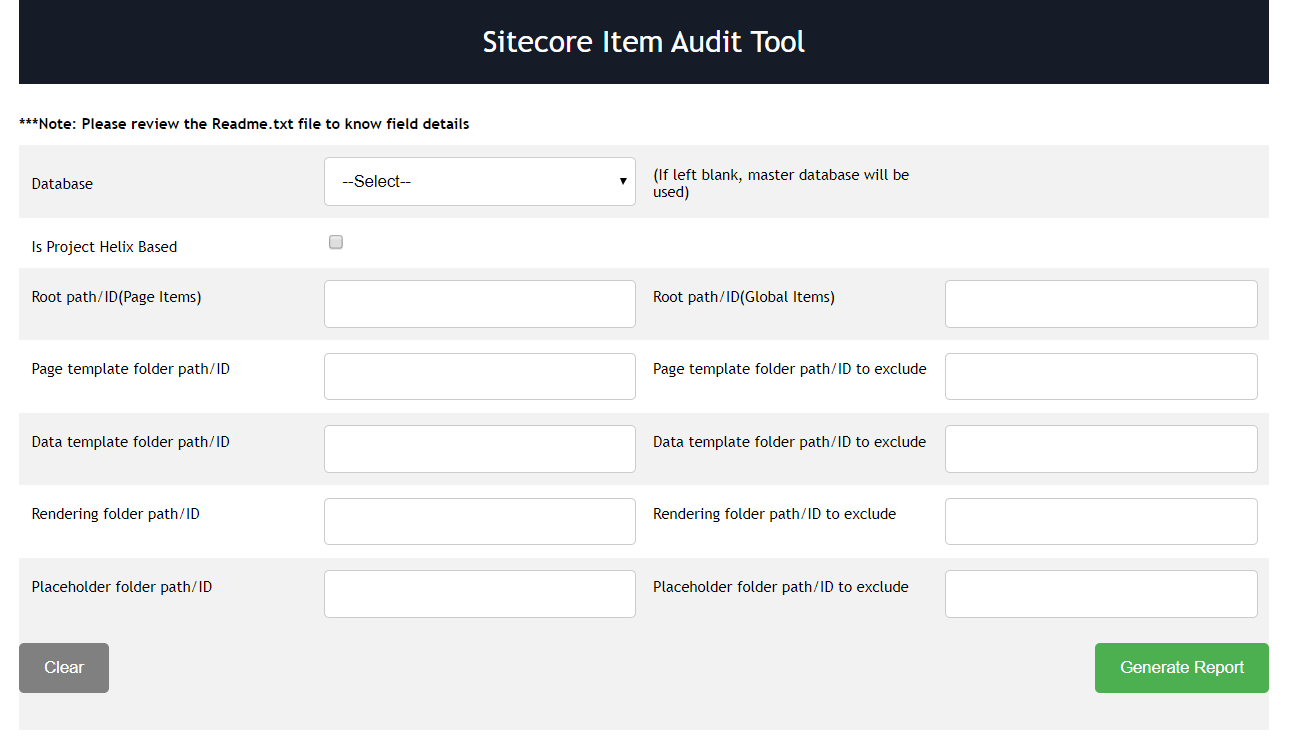 Sitecore Item Audit Tool
***Note: Please review the Readme.txt file to know field details
Database
--Select--
(If left blank, master database will be
used)
Is Project Helix Based
Root path/ID(Page Items)
Root path/ID(Global Items)
Page template folder path/ID
Page template folder path/ID to exclude
Data template folder path/ID
Data template folder path/ID to exclude
Rendering folder path/ID
Rendering folder path/ID to exclude
Placeholder folder path/ID
Placeholder folder path/ID to exclude
Clear
Generate Report